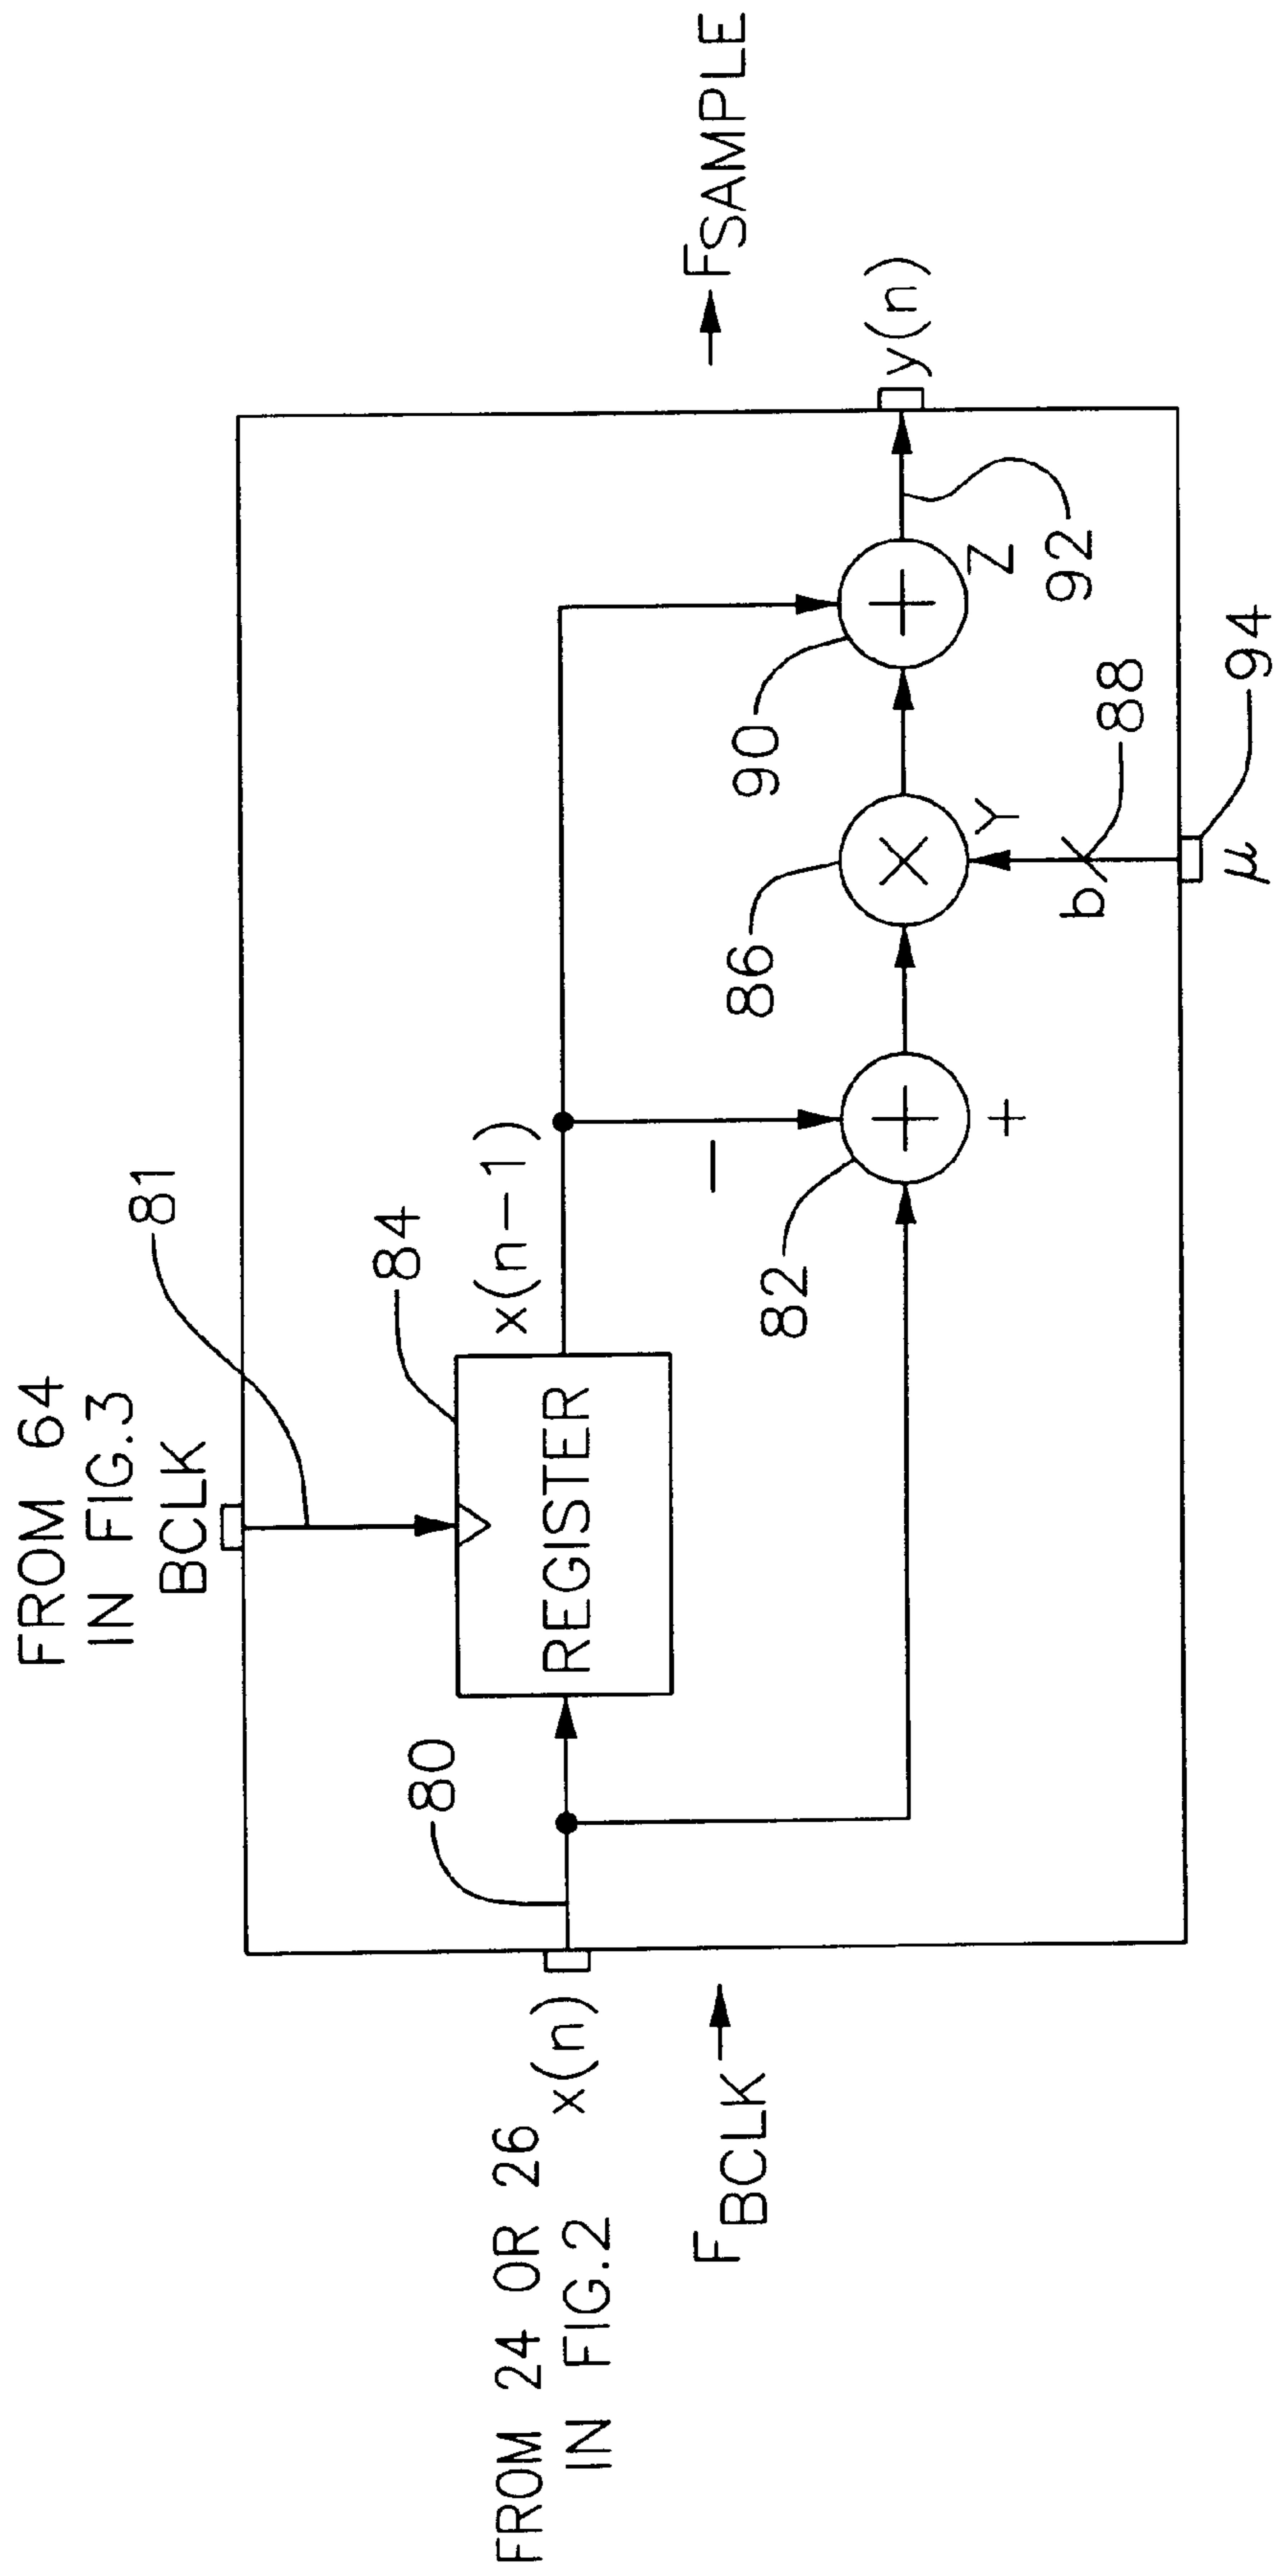 FROM 64
IN FIG.3
BCLK
81
84
80
REGISTER
x(n-1)
FROM 24 OR 26
IN FIG.2
x(n)
FBCLK
FSAMPLE
−
82
+
+
86
×
Y
b
88
μ
94
90
+
Z
92
y(n)